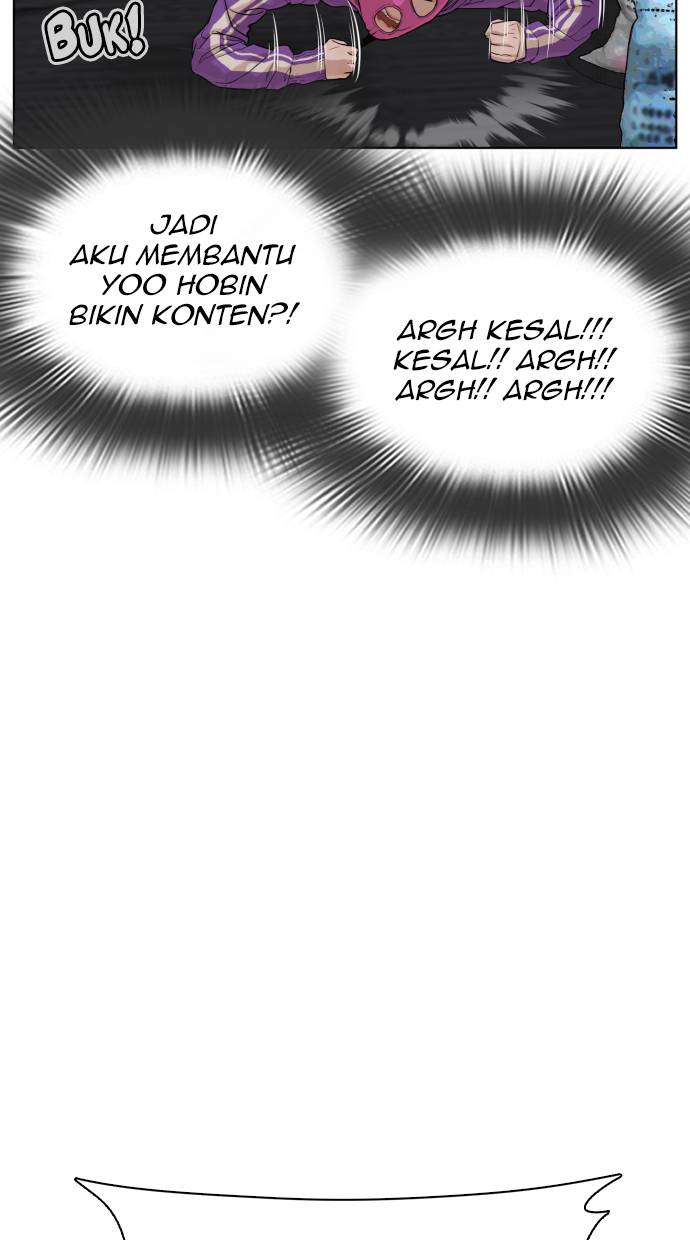 BUK!
JADI
AKU MEMBANTU
YOO HOBIN
BIKIN KONTEN?!
ARGH KESAL!!!
KESAL!! ARGH!!
ARGH!! ARGH!!!